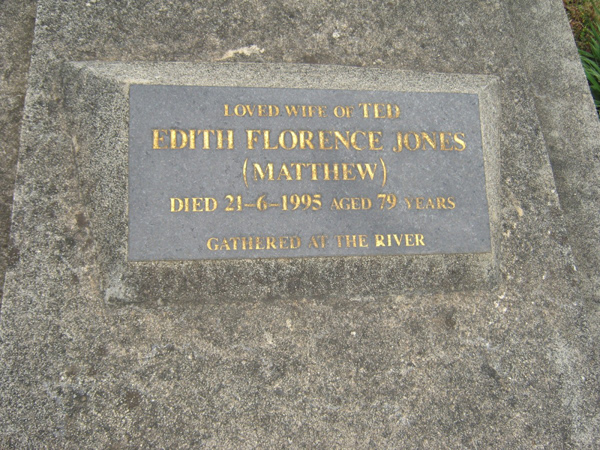 LOVED WIFE OF TED
EDITH FLORENCE JONES
(MATTHEW)
DIED 21-6-1995 AGED 79 YEARS
GATHERED AT THE RIVER